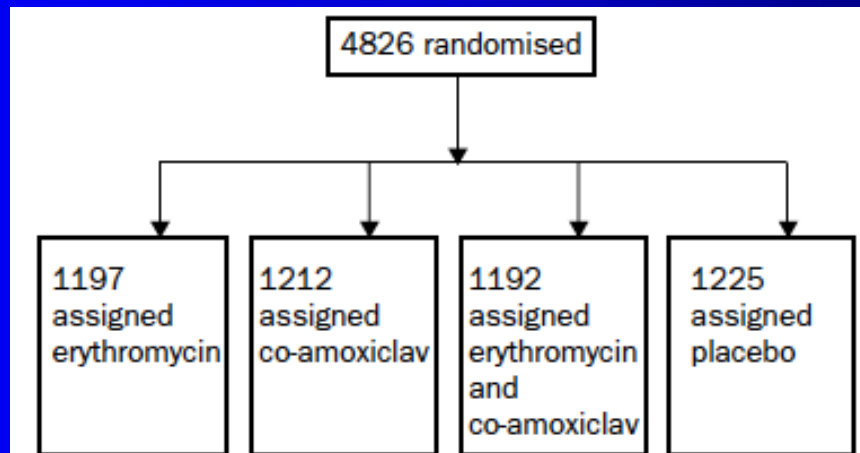 4826 randomised
1197
assigned
erythromycin
1212
assigned
co-amoxiclav
1192
assigned
erythromycin
and
co-amoxiclav
1225
assigned
placebo